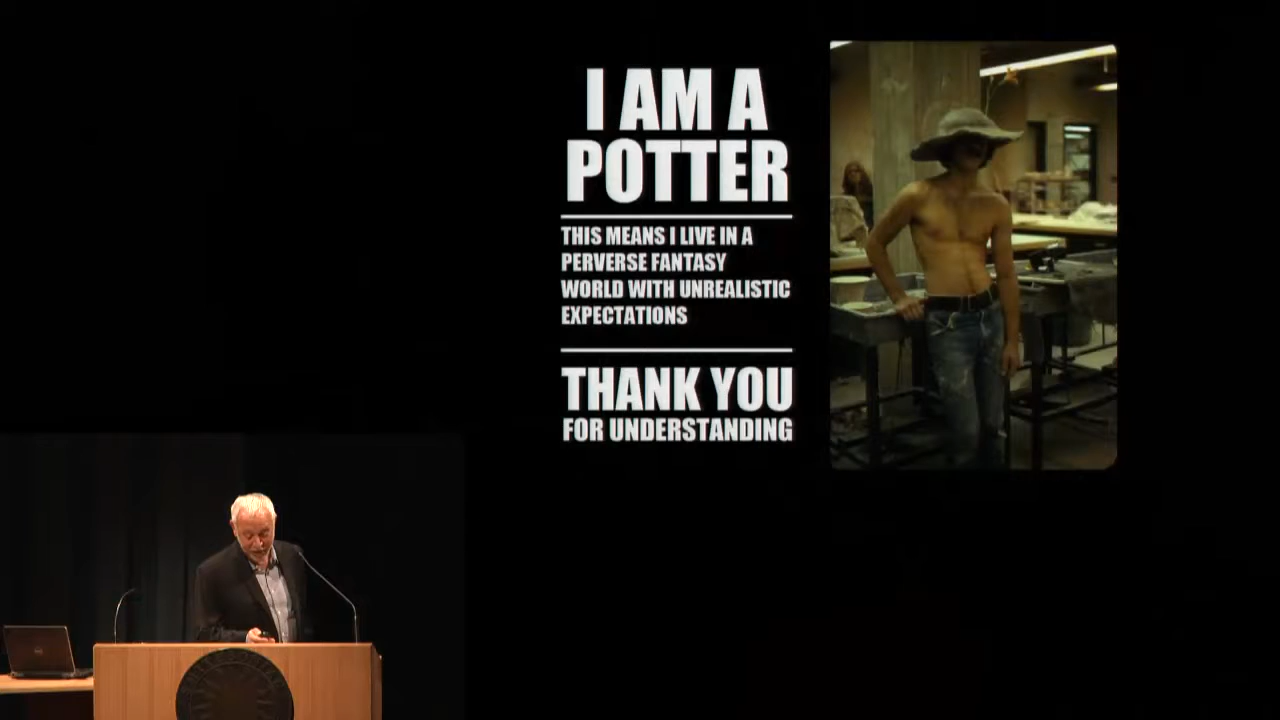 I AM A
POTTER
THIS MEANS I LIVE IN A
PERVERSE FANTASY
WORLD WITH UNREALISTIC
EXPECTATIONS
THANK YOU
FOR UNDERSTANDING